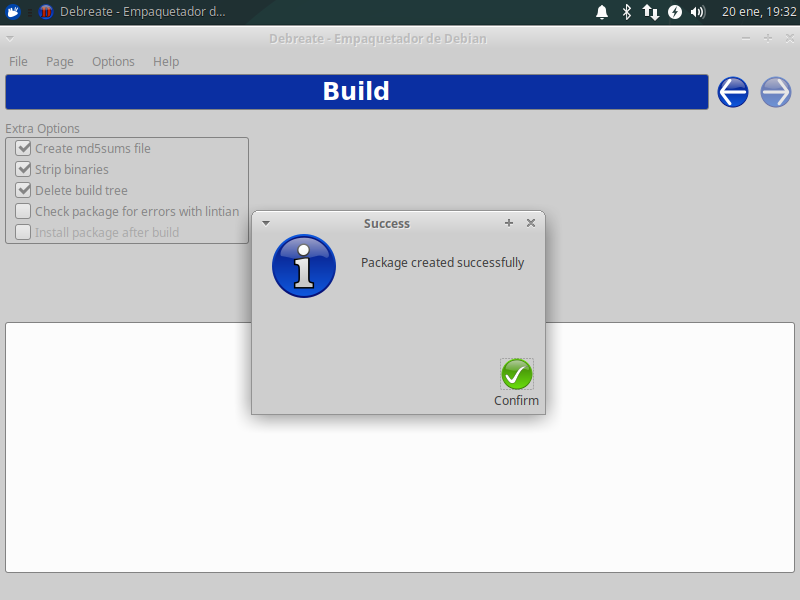 Debreate - Empaquetador d...
20 ene, 19:32
Debreate - Empaquetador de Debian
File Page Options Help
Build
Extra Options
Create md5sums file
Strip binaries
Delete build tree
Check package for errors with lintian
Install package after build
Success
Package created successfully
Confirm